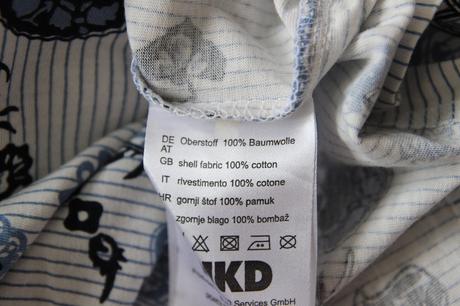 DE Oberstoff 100% Baumwolle
AT
GB shell fabric 100% cotton
IT rivestimento 100% cotone
HR gornji štof 100% pamuk
zgornje blago 100% bombaž
KD
Services GmbH